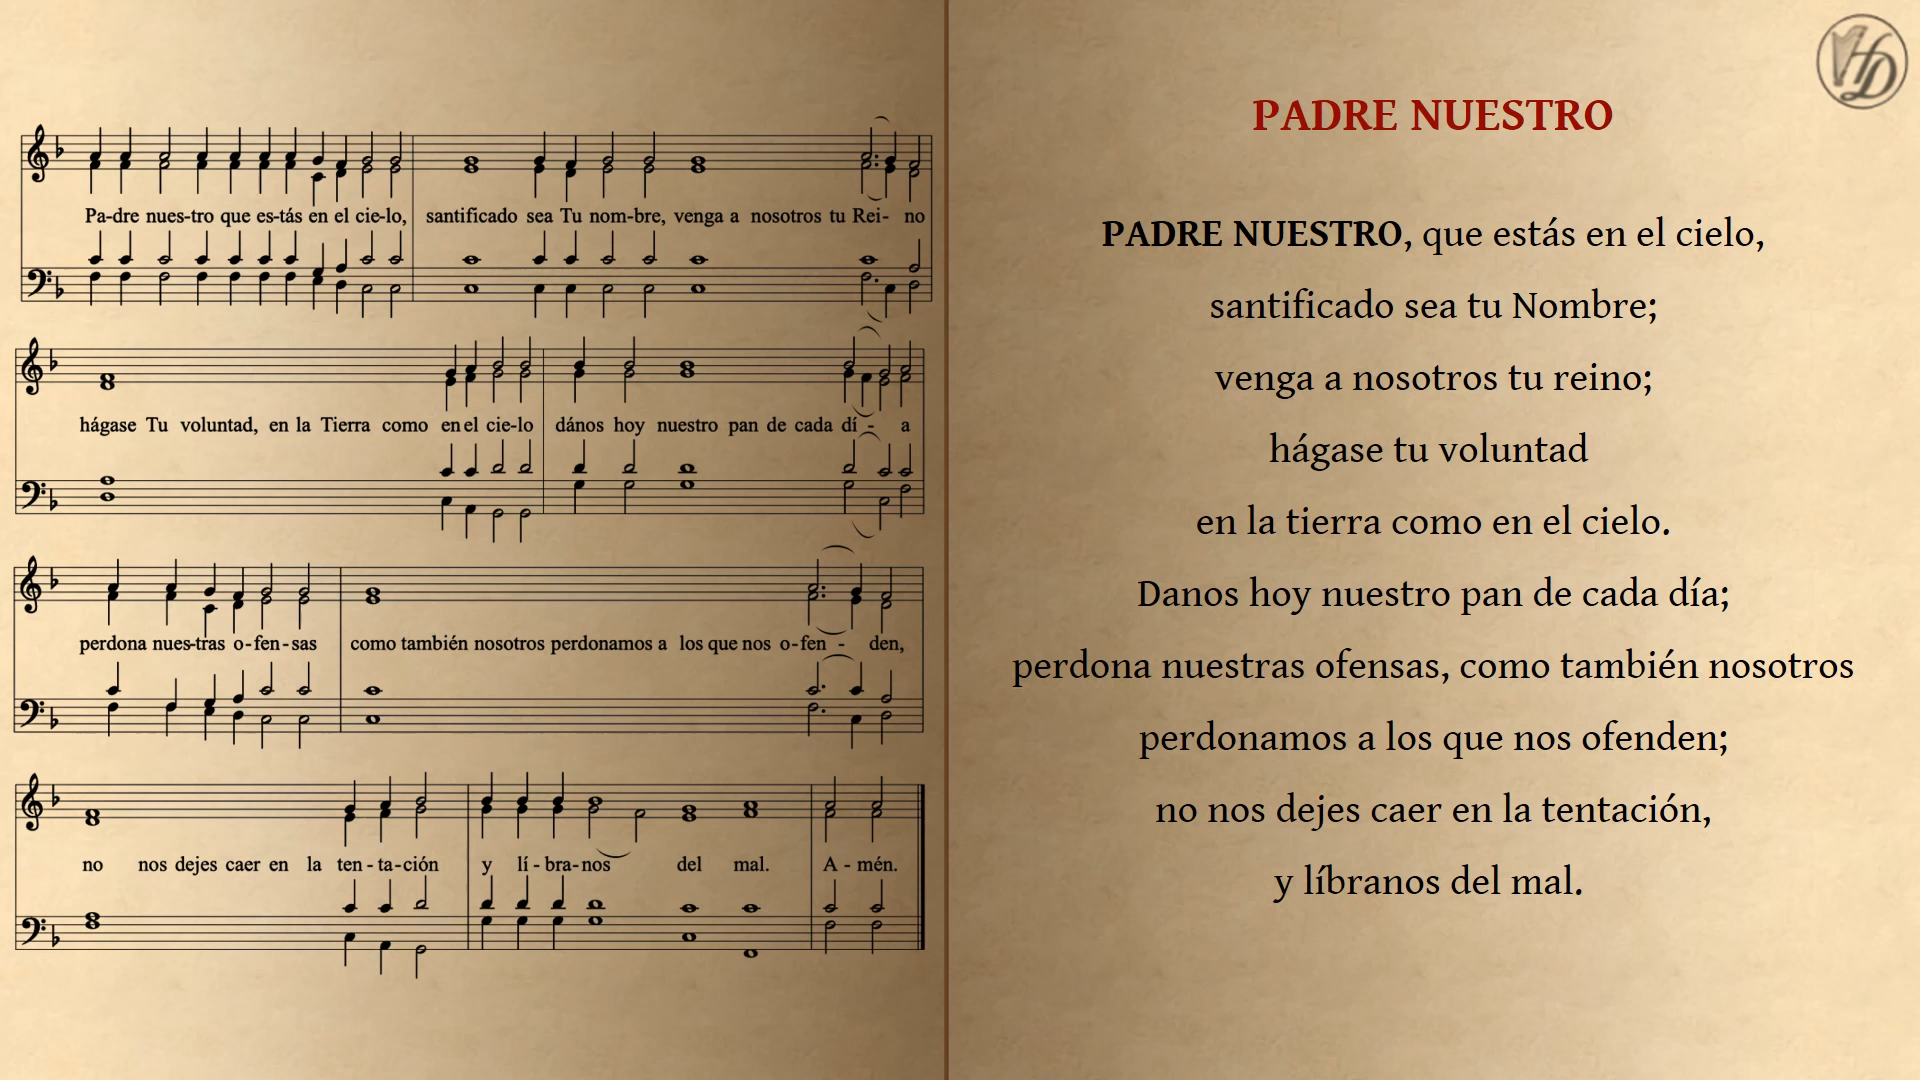 Pa-dre nues-tro que es-tás en el cie-lo, santificado sea Tu nom-bre, venga a nosotros tu Rei- no
hágase Tu voluntad, en la Tierra como en el cie-lo dános hoy nuestro pan de cada dí - a
perdona nues-tras o-fen-sas como también nosotros perdonamos a los que nos o-fen - den,
no nos dejes caer en la ten-ta-ción y lí-bra-nos del mal. A-mén.
HD
PADRE NUESTRO
PADRE NUESTRO, que estás en el cielo,
santificado sea tu Nombre;
venga a nosotros tu reino;
hágase tu voluntad
en la tierra como en el cielo.
Danos hoy nuestro pan de cada día;
perdona nuestras ofensas, como también nosotros
perdonamos a los que nos ofenden;
no nos dejes caer en la tentación,
y líbranos del mal.